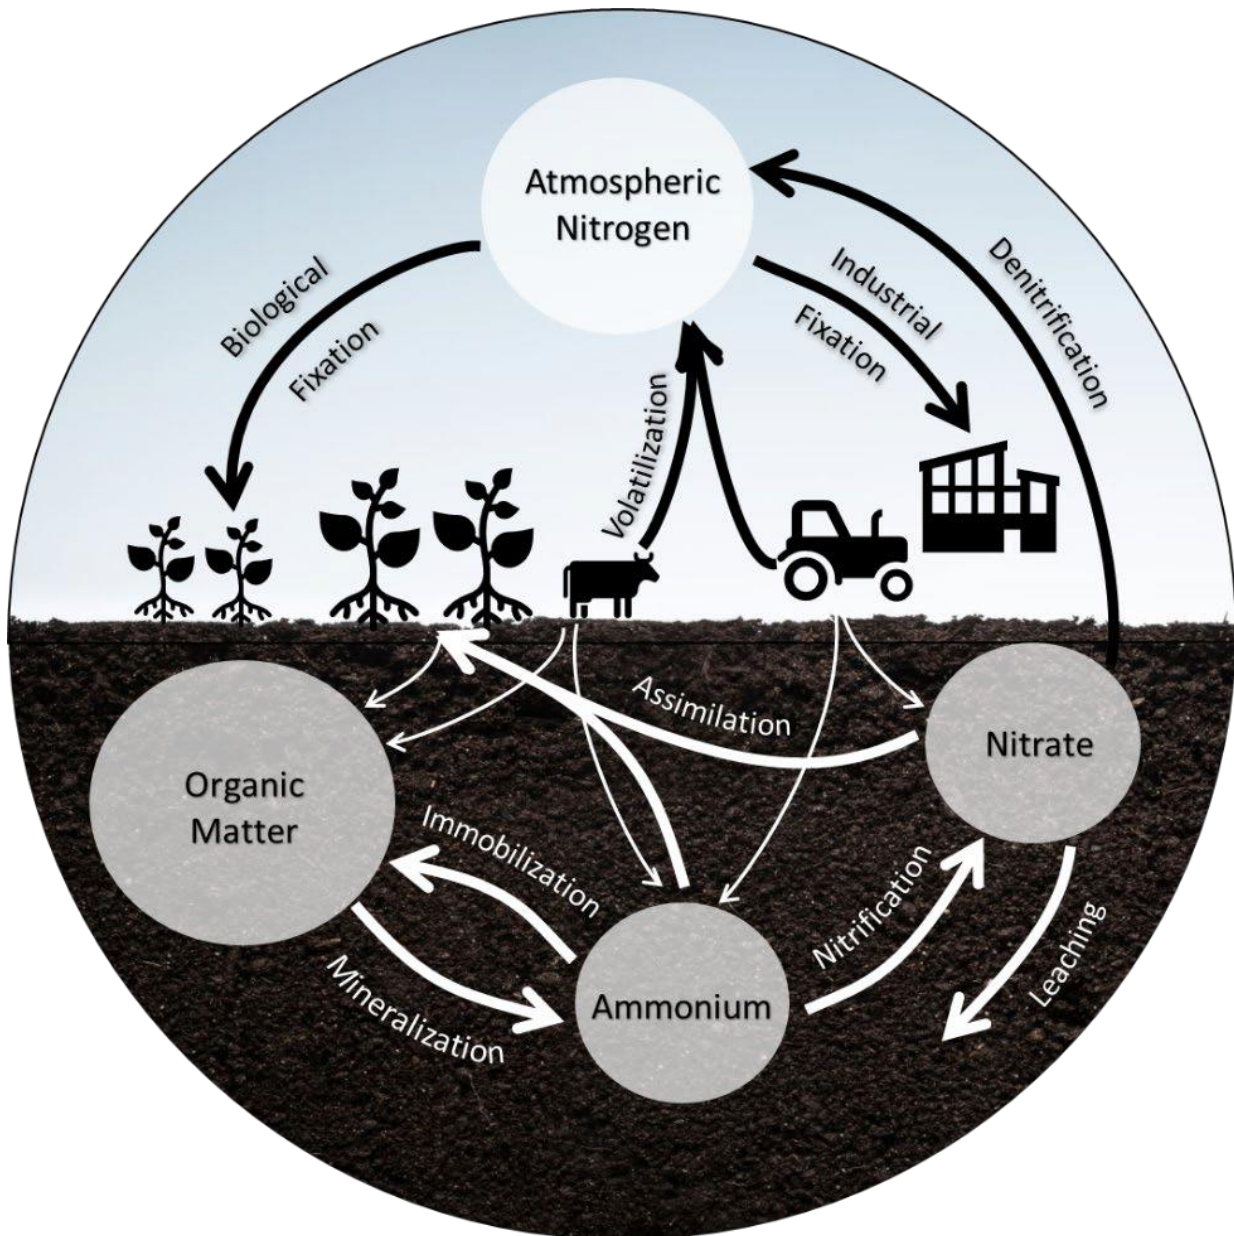 Atmospheric
Nitrogen
Biological
Fixation
Industrial
Fixation
Denitrification
Volatilization
Assimilation
Nitrate
Organic
Matter
Immobilization
Mineralization
Ammonium
Nitrification
Leaching